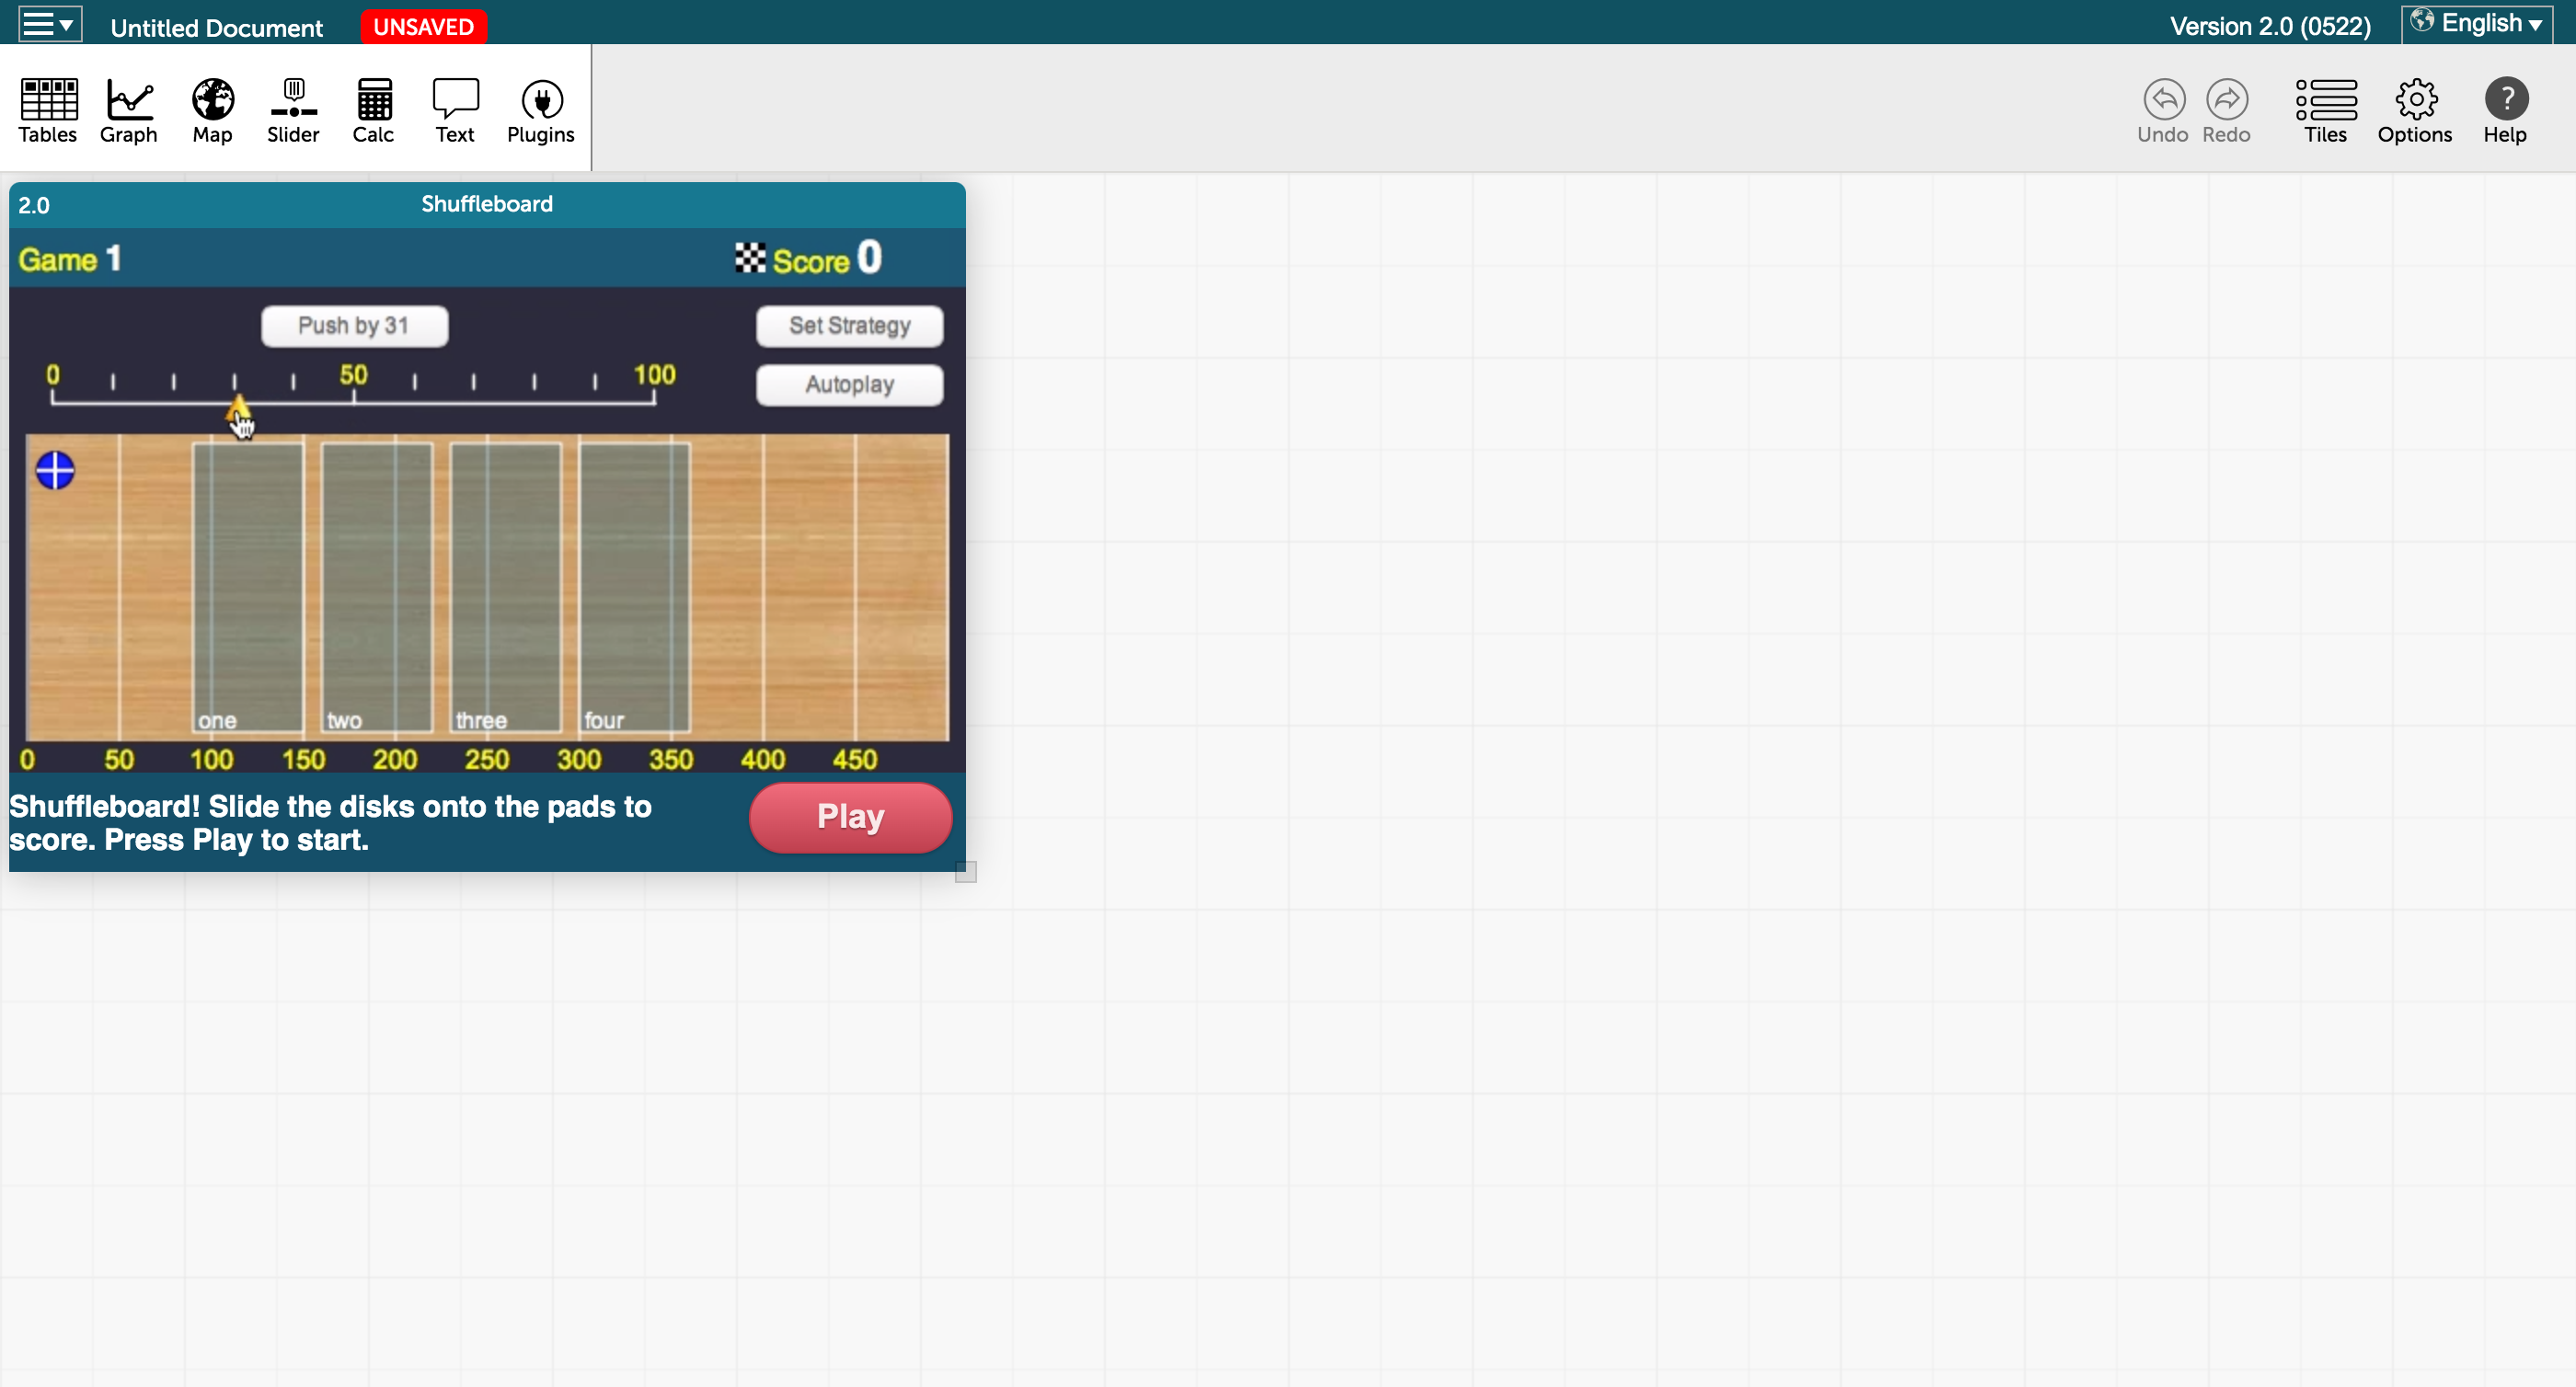 Untitled Document UNSAVED Version 2.0 (0522) English
Tables Graph Map Slider Calc Text Plugins Undo Redo Tiles Options ? Help
2.0 Shuffleboard
Game 1 Score 0
Push by 31 Set Strategy
0 50 100 Autoplay
one two three four
0 50 100 150 200 250 300 350 400 450
Shuffleboard! Slide the disks onto the pads to
score. Press Play to start.
Play